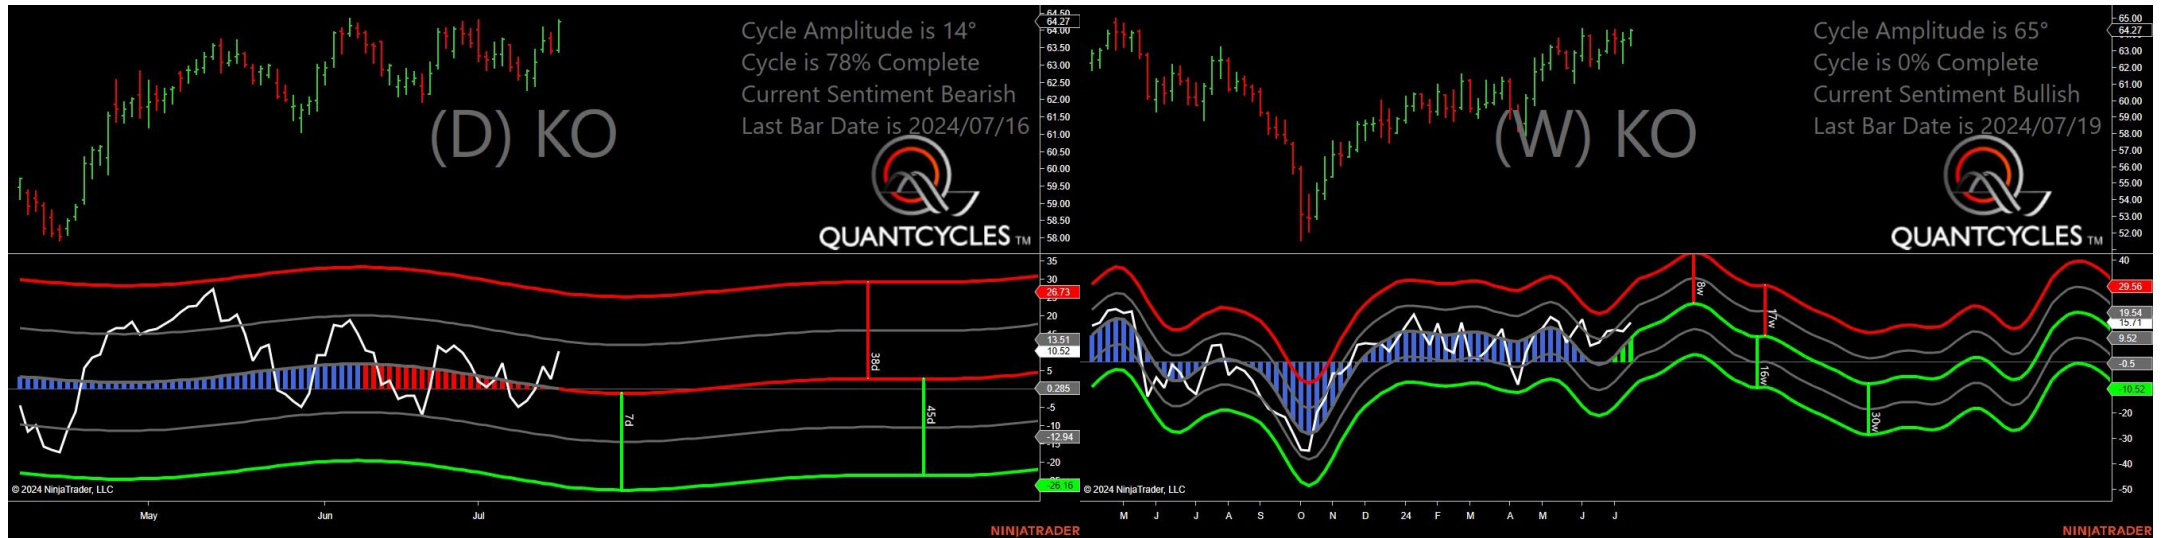 Cycle Amplitude is 14°
Cycle is 78% Complete
Current Sentiment Bearish
Last Bar Date is 2024/07/16
(D) KO
QUANTCYCLES TM
64.50
64.27
64.00
63.50
63.00
62.50
62.00
61.50
61.00
60.50
60.00
59.50
59.00
58.50
58.00
35
30
26.73
20
13.51
10.52
5
0.285
-5
-10
-12.94
-20
-26.16
38d
7d
45d
© 2024 NinjaTrader, LLC
May
Jun
Jul
NINJATRADER
Cycle Amplitude is 65°
Cycle is 0% Complete
Current Sentiment Bullish
Last Bar Date is 2024/07/19
(W) KO
QUANTCYCLES TM
65.00
64.27
63.00
62.00
61.00
60.00
59.00
58.00
57.00
56.00
55.00
54.00
53.00
52.00
40
29.56
19.54
15.71
9.52
-0.5
-10.52
-20
-30
-40
-50
8w
17w
16w
30w
© 2024 NinjaTrader, LLC
M
J
J
A
S
O
N
D
24
F
M
A
M
J
J
NINJATRADER